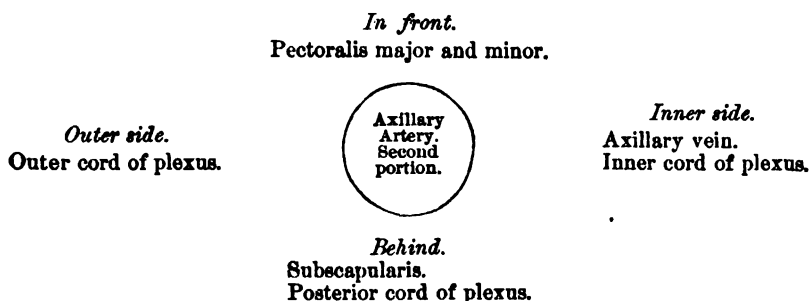 In front.
Pectoralis major and minor.
Outer side.
Outer cord of plexus.
Axillary
Artery.
Second
portion.
Inner side.
Axillary vein.
Inner cord of plexus.
Behind.
Subscapularis.
Posterior cord of plexus.